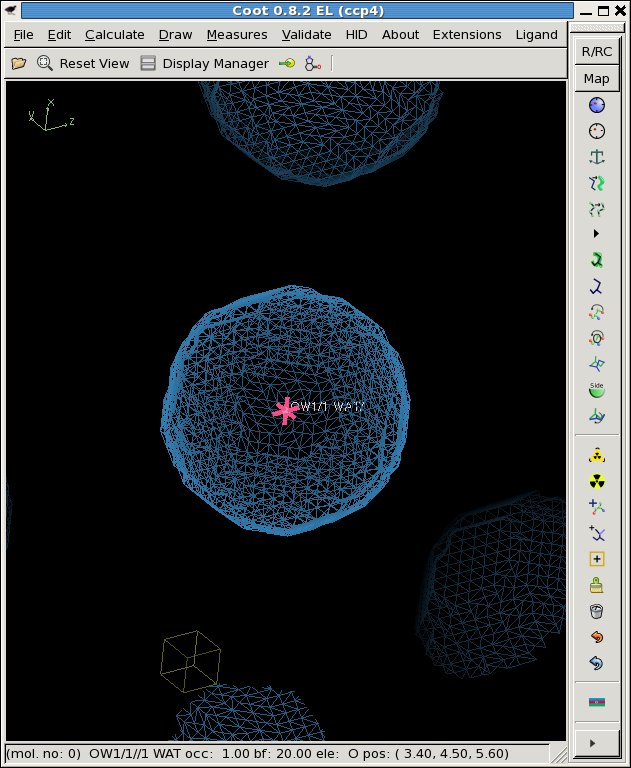 Coot 0.8.2 EL (ccp4)
File Edit Calculate Draw Measures Validate HID About Extensions Ligand
Reset View Display Manager
R/RC
Map
x
y z
OW1/1 WAT/
Side
(mol. no: 0) OW1/1//1 WAT occ: 1.00 bf: 20.00 ele: O pos: ( 3.40, 4.50, 5.60)